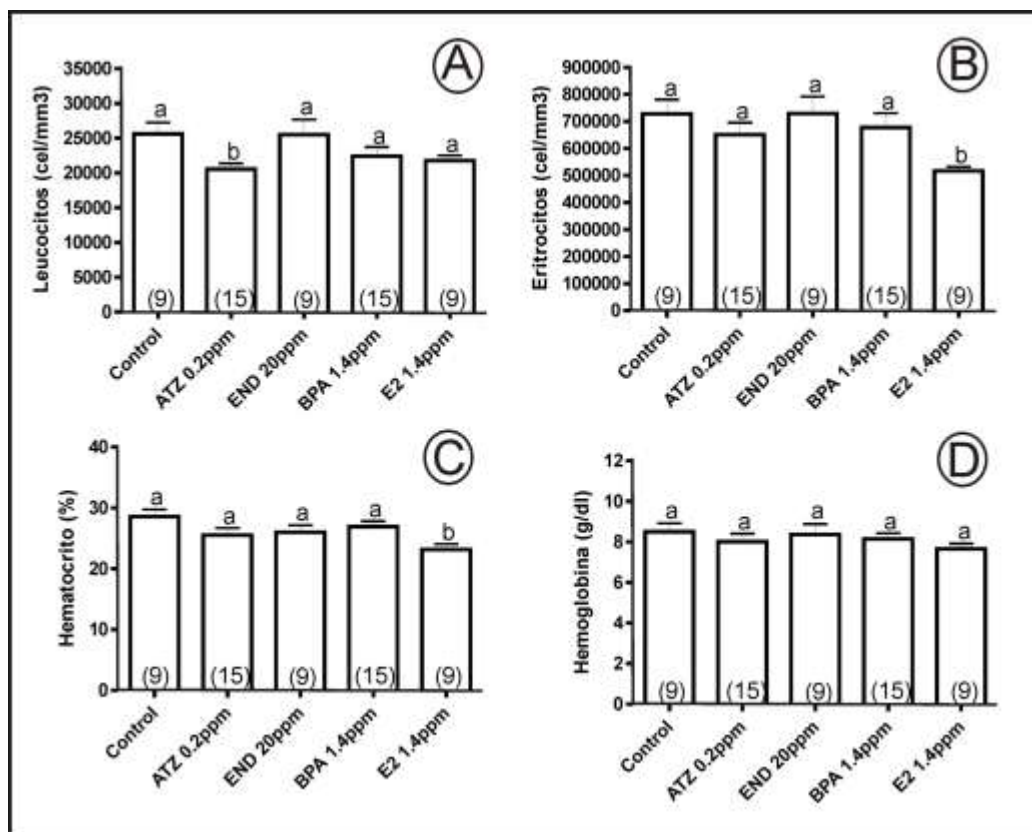 A
Leucocitos (cel/mm3)
35000
30000
25000
20000
15000
10000
5000
0
a
b
a
a
a
(9)
(15)
(9)
(15)
(9)
Control
ATZ 0.2ppm
END 20ppm
BPA 1.4ppm
E2 1.4ppm
B
Eritrocitos (cel/mm3)
900000
800000
700000
600000
500000
400000
300000
200000
100000
0
a
a
a
a
b
(9)
(15)
(9)
(15)
(9)
Control
ATZ 0.2ppm
END 20ppm
BPA 1.4ppm
E2 1.4ppm
C
Hematocrito (%)
40
30
20
10
0
a
a
a
a
b
(9)
(15)
(9)
(15)
(9)
Control
ATZ 0.2ppm
END 20ppm
BPA 1.4ppm
E2 1.4ppm
D
Hemoglobina (g/dl)
12
10
8
6
4
2
0
a
a
a
a
a
(9)
(15)
(9)
(15)
(9)
Control
ATZ 0.2ppm
END 20ppm
BPA 1.4ppm
E2 1.4ppm